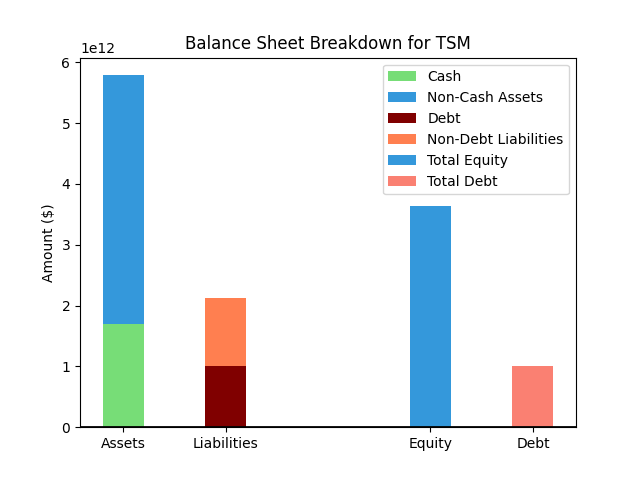 Balance Sheet Breakdown for TSM
1e12
6
5
4
3
2
1
0
Amount ($)
Cash
Non-Cash Assets
Debt
Non-Debt Liabilities
Total Equity
Total Debt
Assets
Liabilities
Equity
Debt